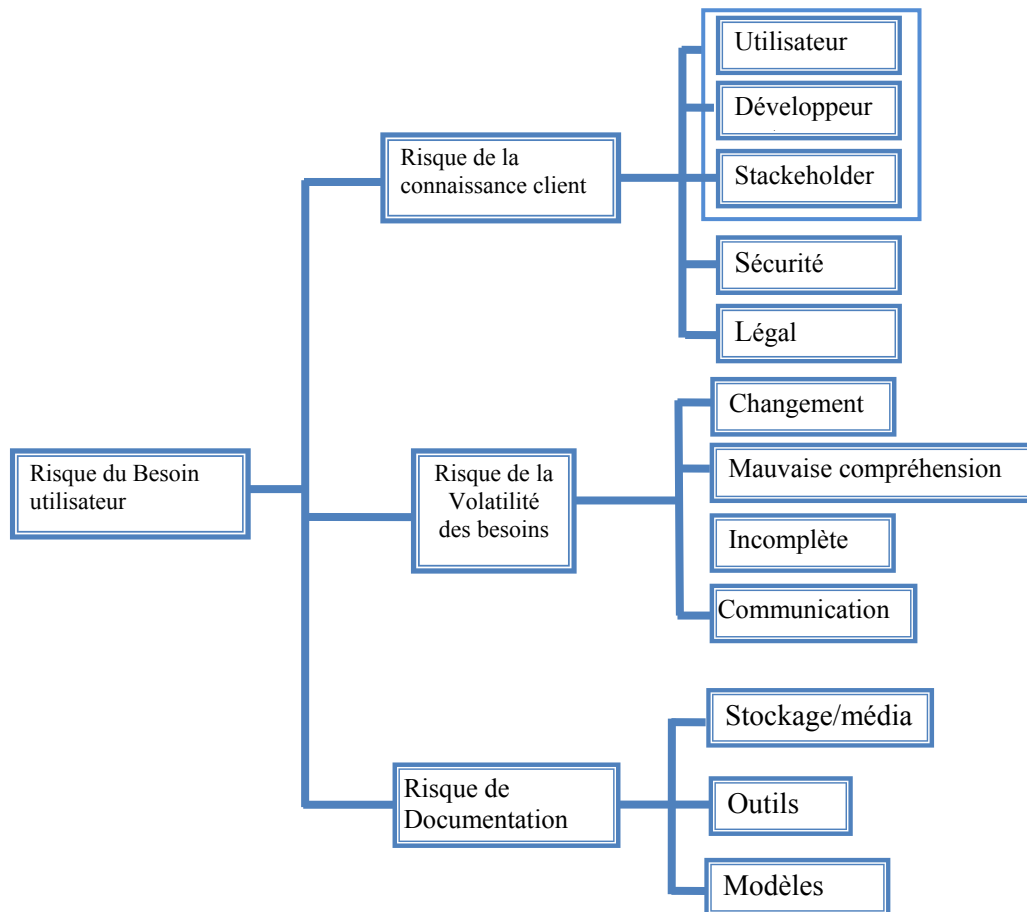 Utilisateur
Développeur
Risque de la
connaissance client
Stackeholder
Sécurité
Légal
Changement
Risque du Besoin
utilisateur
Risque de la
Volatilité
des besoins
Mauvaise compréhension
Incomplète
Communication
Stockage/média
Risque de
Documentation
Outils
Modèles